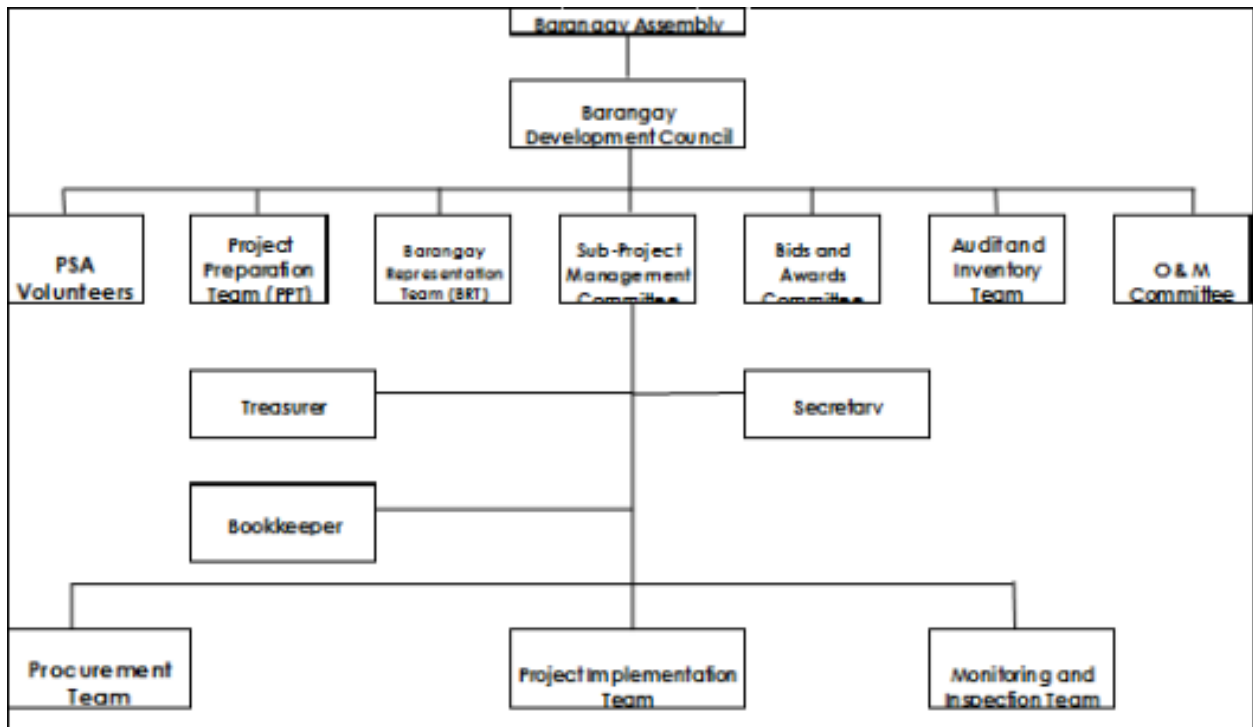 Barangay Assembly
Barangay
Development Council
PSA
Volunteers
Project
Preparation
Team (PPT)
Barangay
Representation
Team (BRT)
Sub-Project
Management
Committee
Bids and
Awards
Committee
Audit and
Inventory
Team
O & M
Committee
Treasurer
Secretary
Bookkeeper
Procurement
Team
Project Implementation
Team
Monitoring and
Inspection Team